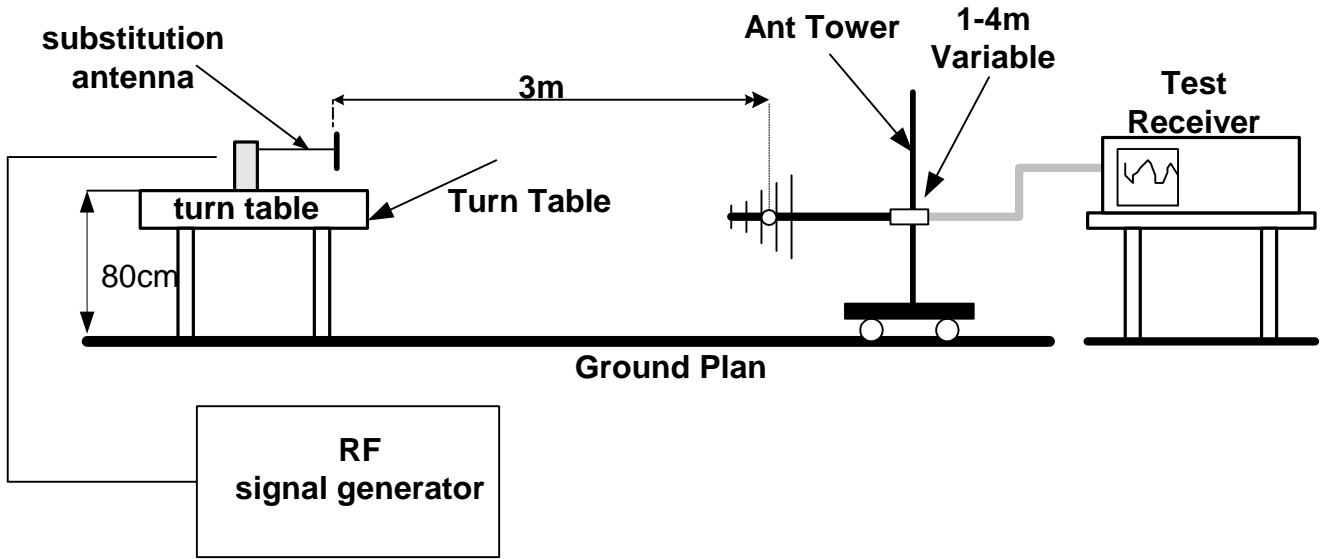 substitution
antenna
3m
Ant Tower
1-4m
Variable
Test
Receiver
turn table
Turn Table
80cm
Ground Plan
RF
signal generator